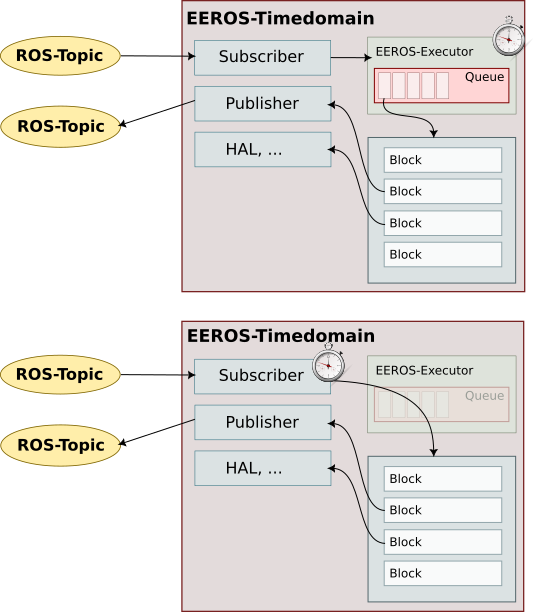 EEROS-Timedomain
ROS-Topic
Subscriber
EEROS-Executor
Queue
ROS-Topic
Publisher
HAL, ...
Block
Block
Block
Block
EEROS-Timedomain
ROS-Topic
Subscriber
EEROS-Executor
Queue
ROS-Topic
Publisher
HAL, ...
Block
Block
Block
Block